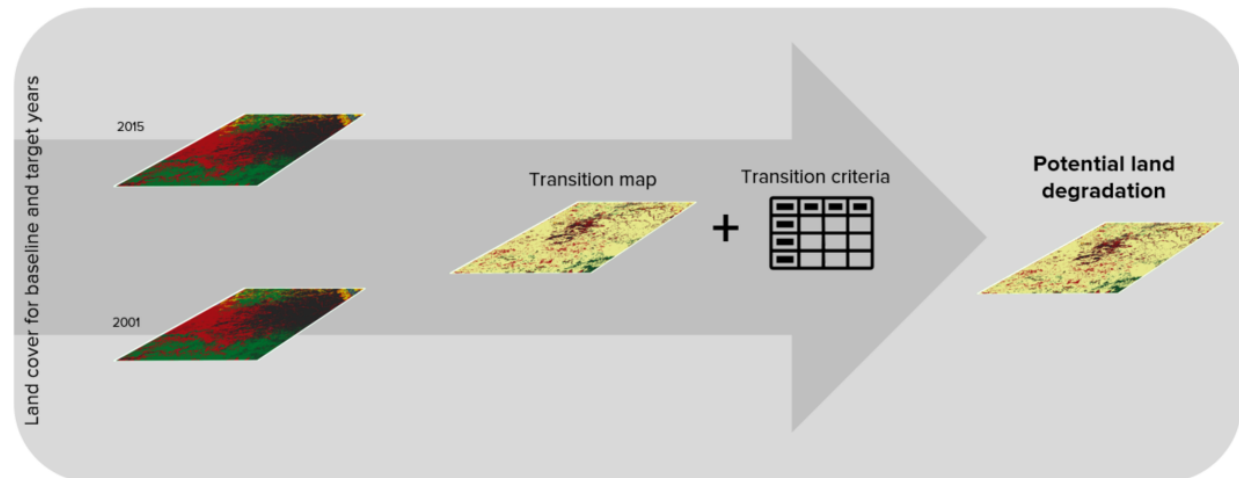 Land cover for baseline and target years
2015
2001
Transition map
Transition criteria
Potential land
degradation